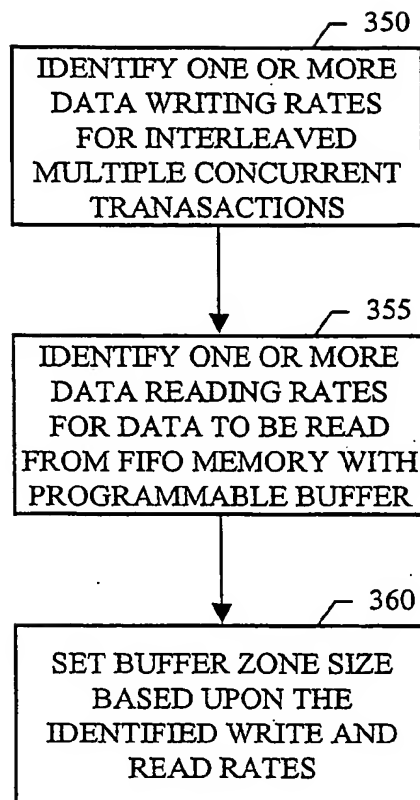 350
IDENTIFY ONE OR MORE
DATA WRITING RATES
FOR INTERLEAVED
MULTIPLE CONCURRENT
TRANASACTIONS
355
IDENTIFY ONE OR MORE
DATA READING RATES
FOR DATA TO BE READ
FROM FIFO MEMORY WITH
PROGRAMMABLE BUFFER
360
SET BUFFER ZONE SIZE
BASED UPON THE
IDENTIFIED WRITE AND
READ RATES